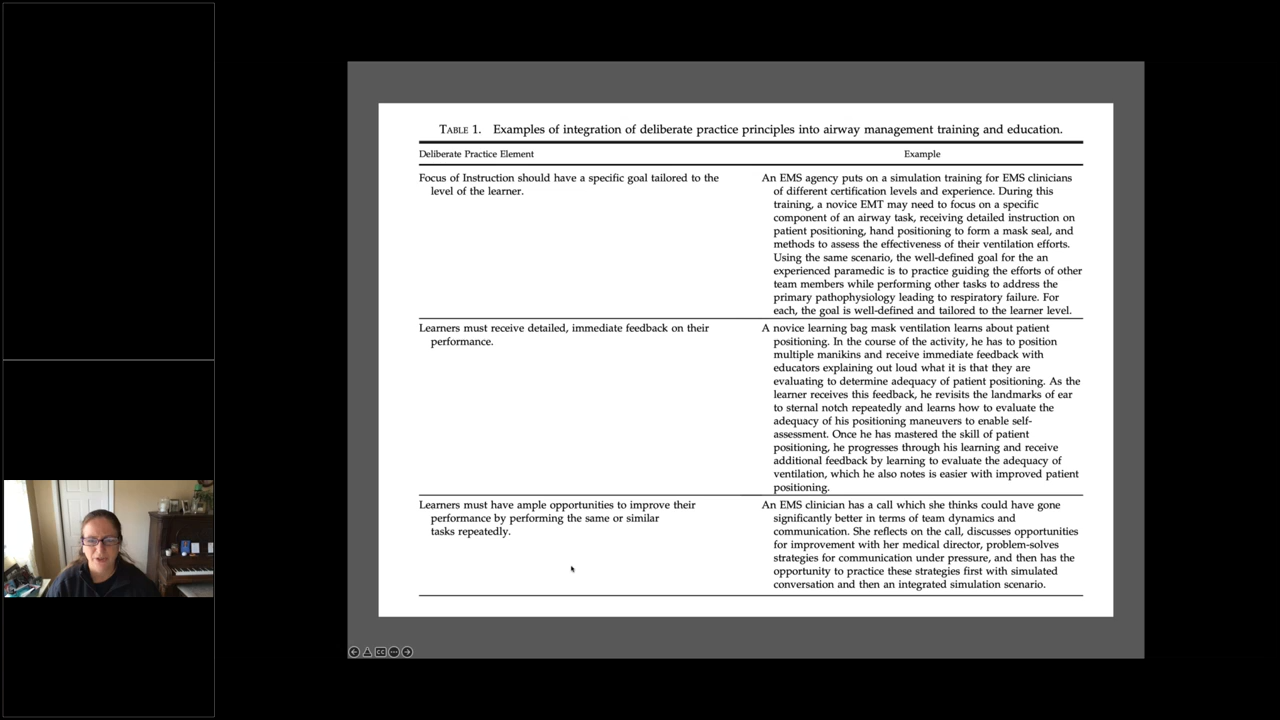 TABLE 1. Examples of integration of deliberate practice principles into airway management training and education.
Deliberate Practice Element
Example
Focus of Instruction should have a specific goal tailored to the
level of the learner.
An EMS agency puts on a simulation training for EMS clinicians
of different certification levels and experience. During this
training, a novice EMT may need to focus on a specific
component of an airway task, receiving detailed instruction on
patient positioning, hand positioning to form a mask seal, and
methods to assess the effectiveness of their ventilation efforts.
Using the same scenario, the well-defined goal for the an
experienced paramedic is to practice guiding the efforts of other
team members while performing other tasks to address the
primary pathophysiology leading to respiratory failure. For
each, the goal is well-defined and tailored to the learner level.
Learners must receive detailed, immediate feedback on their
performance.
A novice learning bag mask ventilation learns about patient
positioning. In the course of the activity, he has to position
multiple manikins and receive immediate feedback with
educators explaining out loud what it is that they are
evaluating to determine adequacy of patient positioning. As the
learner receives this feedback, he revisits the landmarks of ear
to sternal notch repeatedly and learns how to evaluate the
adequacy of his positioning maneuvers to enable self-
assessment. Once he has mastered the skill of patient
positioning, he progresses through his learning and receive
additional feedback by learning to evaluate the adequacy of
ventilation, which he also notes is easier with improved patient
positioning.
Learners must have ample opportunities to improve their
performance by performing the same or similar
tasks repeatedly.
An EMS clinician has a call which she thinks could have gone
significantly better in terms of team dynamics and
communication. She reflects on the call, discusses opportunities
for improvement with her medical director, problem-solves
strategies for communication under pressure, and then has the
opportunity to practice these strategies first with simulated
conversation and then an integrated simulation scenario.
CC